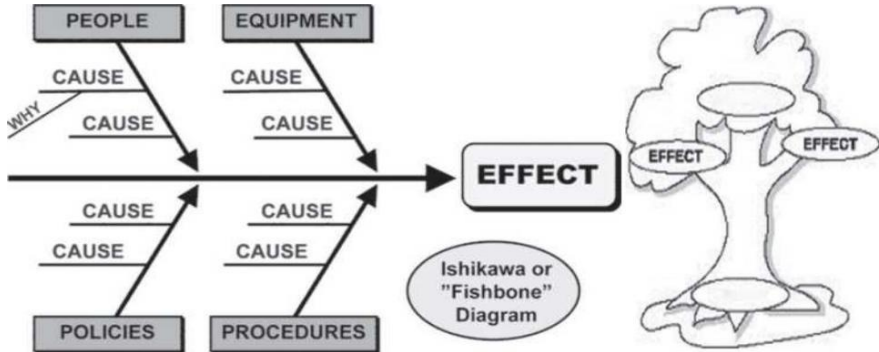 PEOPLE
EQUIPMENT
CAUSE
CAUSE
WHY
CAUSE
CAUSE
EFFECT
EFFECT
EFFECT
CAUSE
CAUSE
CAUSE
CAUSE
Ishikawa or
”Fishbone”
Diagram
POLICIES
PROCEDURES